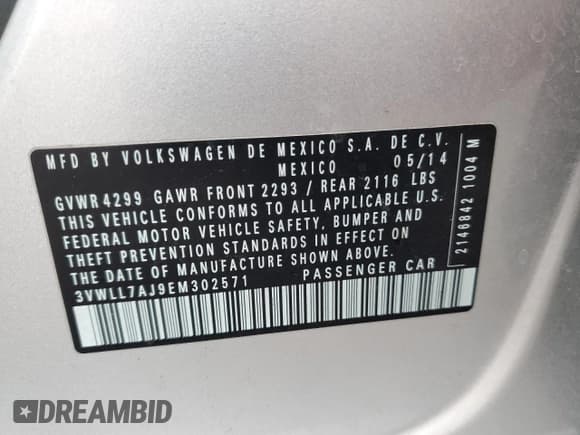 MFD BY VOLKSWAGEN DE MEXICO S.A. DE C.V.
MEXICO 05/14
GVWR 4299 GAWR FRONT 2293 / REAR 2116 LBS
THIS VEHICLE CONFORMS TO ALL APPLICABLE U.S.
FEDERAL MOTOR VEHICLE SAFETY, BUMPER AND
THEFT PREVENTION STANDARDS IN EFFECT ON
THE DATE OF MANUFACTURE SHOWN ABOVE.
3VWLL7AJ9EM302571 PASSENGER CAR
2146842 1004 M
DREAMBID